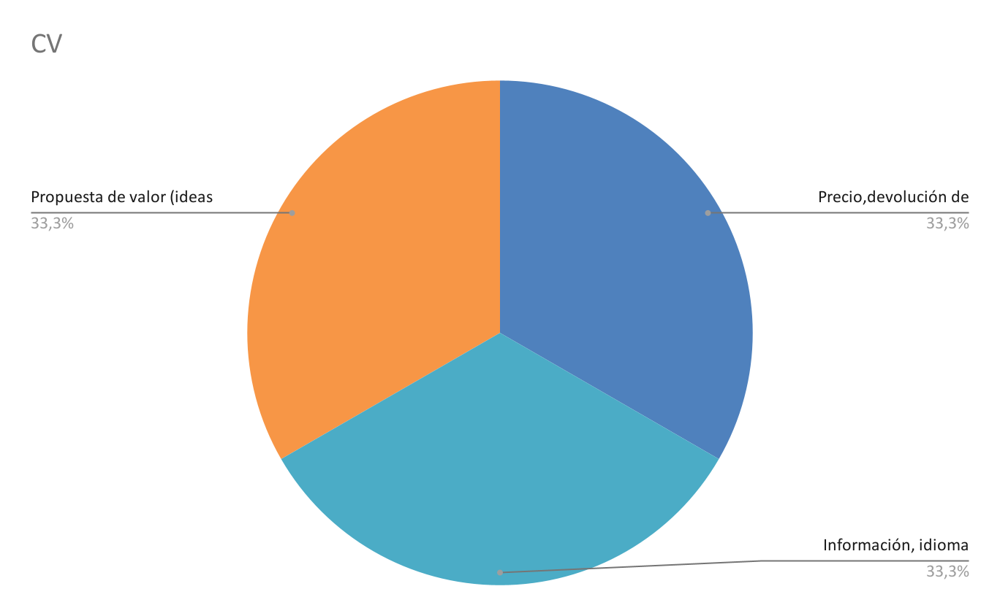 CV
Propuesta de valor (ideas
33,3%
Precio,devolución de
33,3%
Información, idioma
33,3%